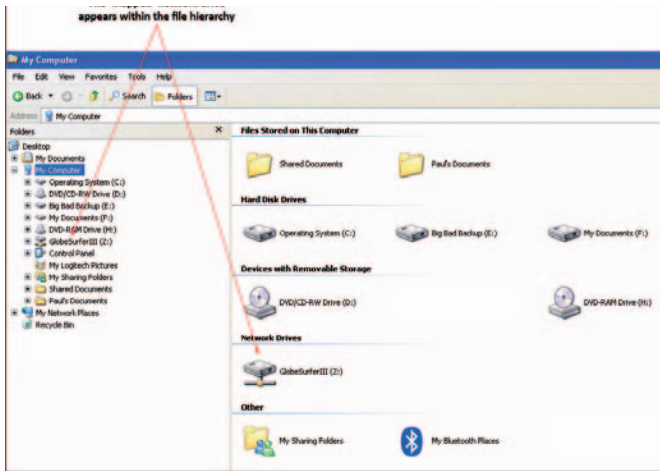 appears within the file hierarchy
My Computer
File Edit View Favorites Tools Help
Back Search Folders
Address My Computer
Folders
Desktop
My Documents
My Computer
Operating System (C:)
DVD/CD-RW Drive (D:)
Big Bad Backup (E:)
My Documents (F:)
DVD-RAM Drive (H:)
GlobeSurferIII (Z:)
Control Panel
My Logitech Pictures
My Sharing Folders
Shared Documents
Paul's Documents
My Network Places
Recycle Bin
Files Stored on This Computer
Shared Documents Paul's Documents
Hard Disk Drives
Operating System (C:) Big Bad Backup (E:) My Documents (F:)
Devices with Removable Storage
DVD/CD-RW Drive (D:) DVD-RAM Drive (H:)
Network Drives
GlobeSurferIII (Z:)
Other
My Sharing Folders My Bluetooth Places